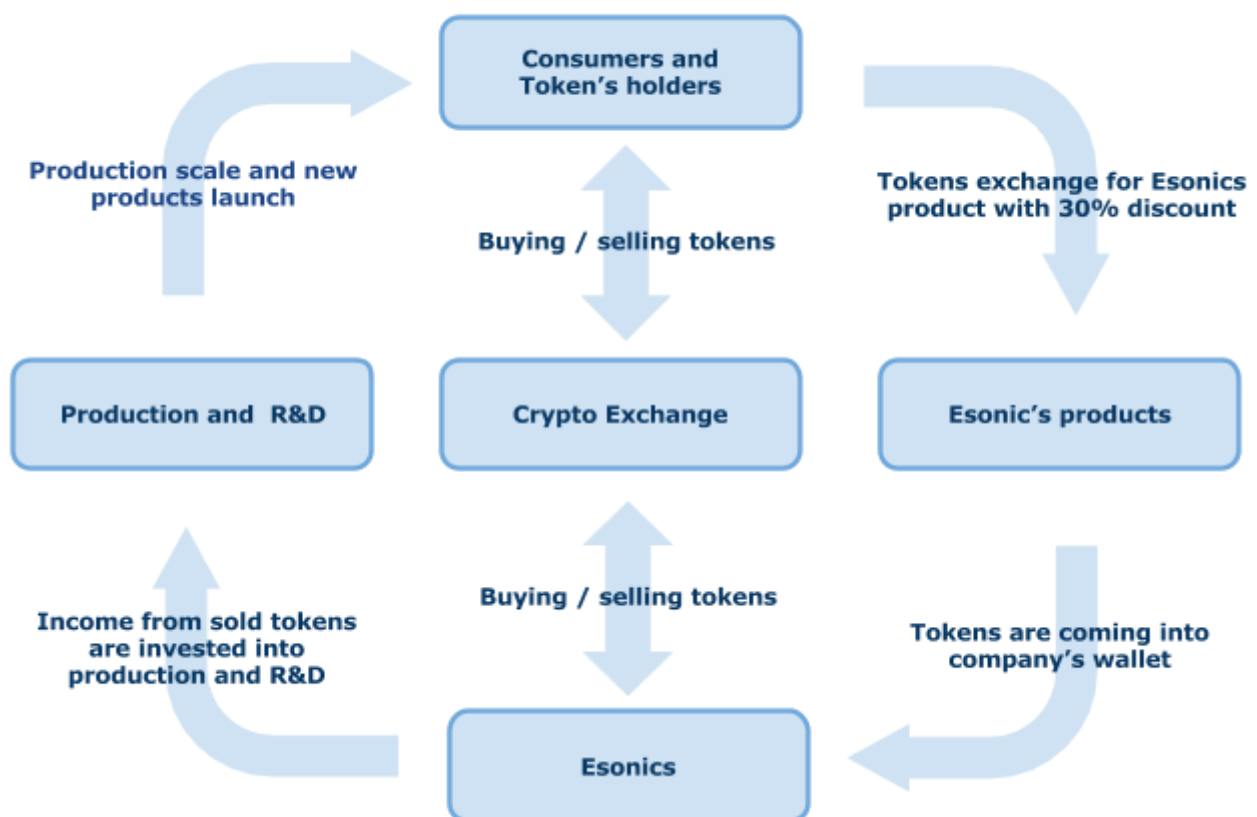 Consumers and
Token’s holders
Production scale and new
products launch
Tokens exchange for Esonics
product with 30% discount
Buying / selling tokens
Production and R&D
Crypto Exchange
Esonic’s products
Income from sold tokens
are invested into
production and R&D
Buying / selling tokens
Tokens are coming into
company’s wallet
Esonics